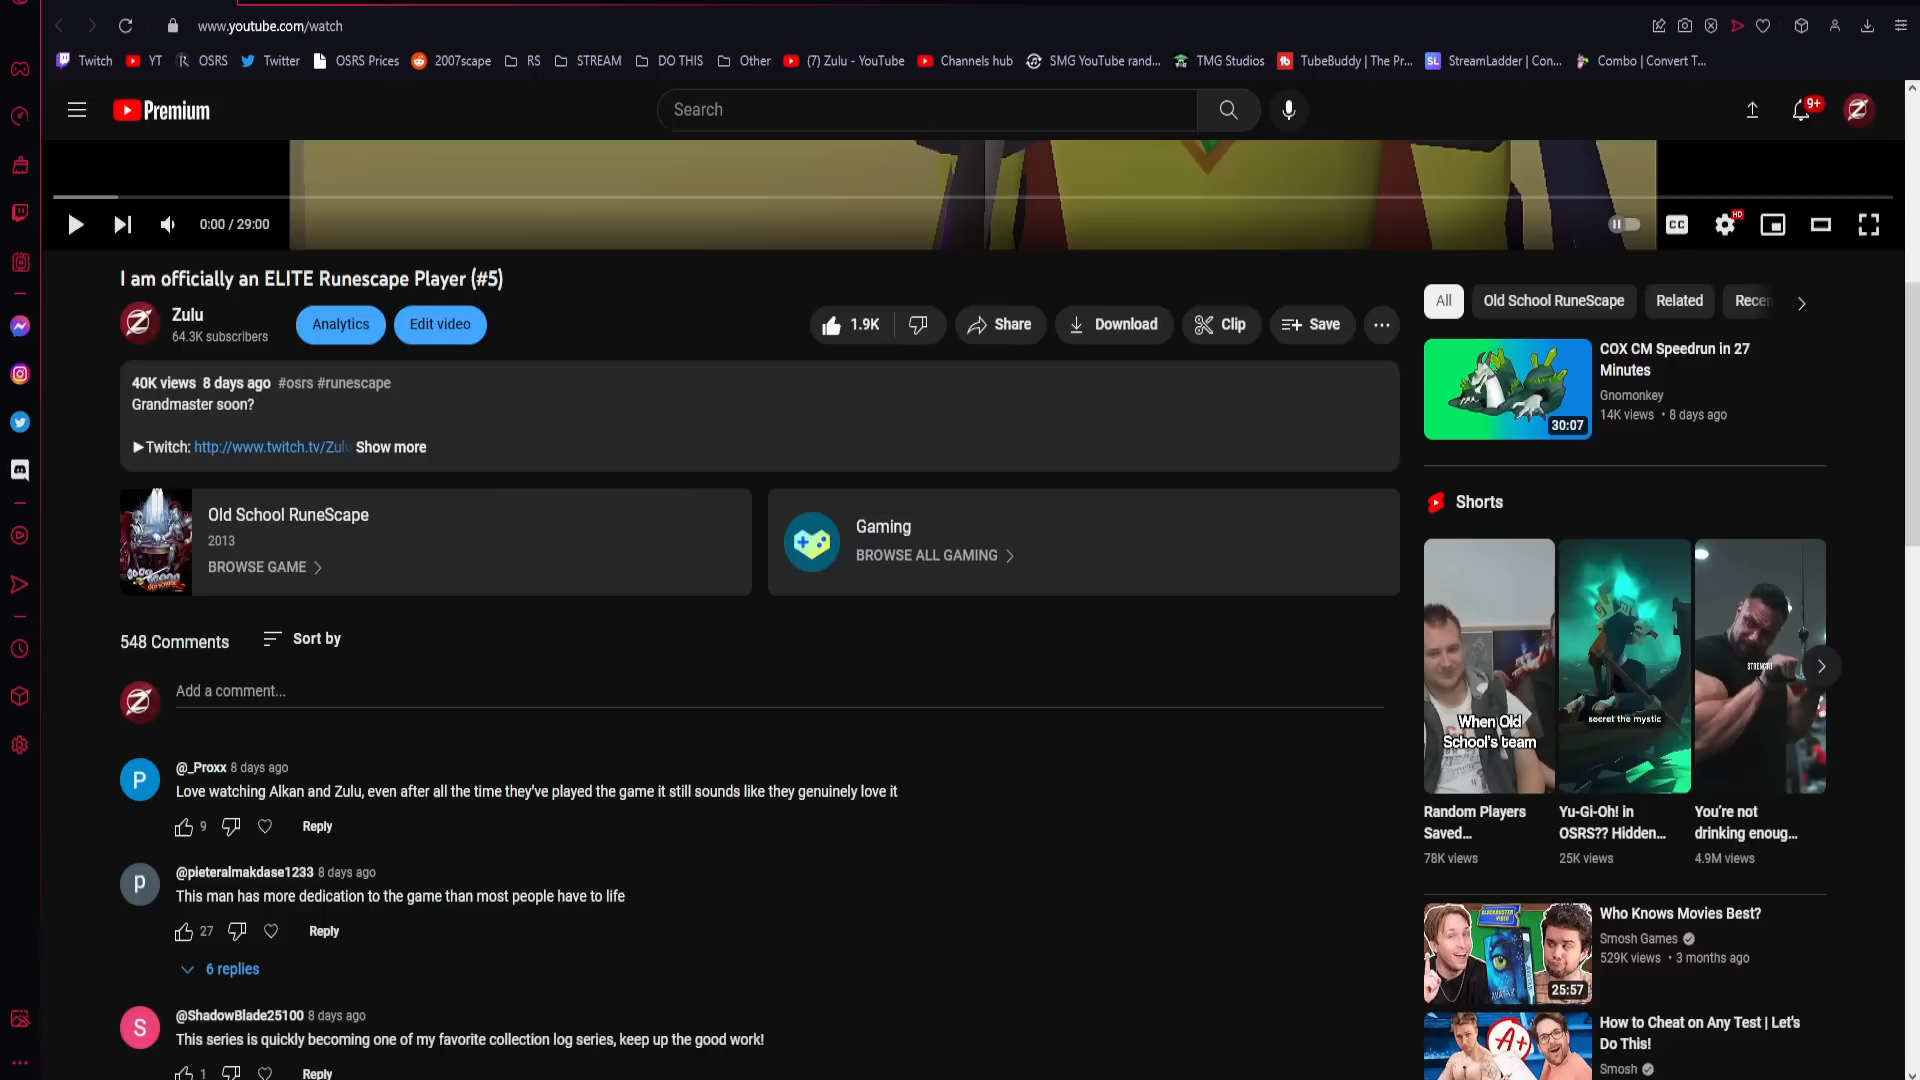 www.youtube.com/watch
Twitch
YT
OSRS
Twitter
OSRS Prices
2007scape
RS
STREAM
DO THIS
Other
(7) Zulu - YouTube
Channels hub
SMG YouTube rand...
TMG Studios
TubeBuddy | The Pr...
StreamLadder | Con...
Combo | Convert T...
Premium
Search
9+
0:00 / 29:00
CC
HD
I am officially an ELITE Runescape Player (#5)
Zulu
64.3K subscribers
Analytics
Edit video
1.9K
Share
Download
Clip
Save
40K views 8 days ago #osrs #runescape
Grandmaster soon?
▶Twitch: http://www.twitch.tv/Zulu Show more
Old School RuneScape
2013
BROWSE GAME
Gaming
BROWSE ALL GAMING
548 Comments
Sort by
Add a comment...
@_Proxx 8 days ago
Love watching Alkan and Zulu, even after all the time they've played the game it still sounds like they genuinely love it
9
Reply
@pieteralmakdase1233 8 days ago
This man has more dedication to the game than most people have to life
27
Reply
6 replies
@ShadowBlade25100 8 days ago
This series is quickly becoming one of my favorite collection log series, keep up the good work!
1
Reply
All
Old School RuneScape
Related
Recen
COX CM Speedrun in 27
Minutes
Gnomonkey
14K views • 8 days ago
30:07
Shorts
When Old
School's team
secret the mystic
STRENGTH
Random Players
Saved...
78K views
Yu-Gi-Oh! in
OSRS?? Hidden...
25K views
You're not
drinking enoug...
4.9M views
BLOCKBUSTER
VIDEO
AVATAR
25:57
Who Knows Movies Best?
Smosh Games
529K views • 3 months ago
A+
How to Cheat on Any Test | Let's
Do This!
Smosh